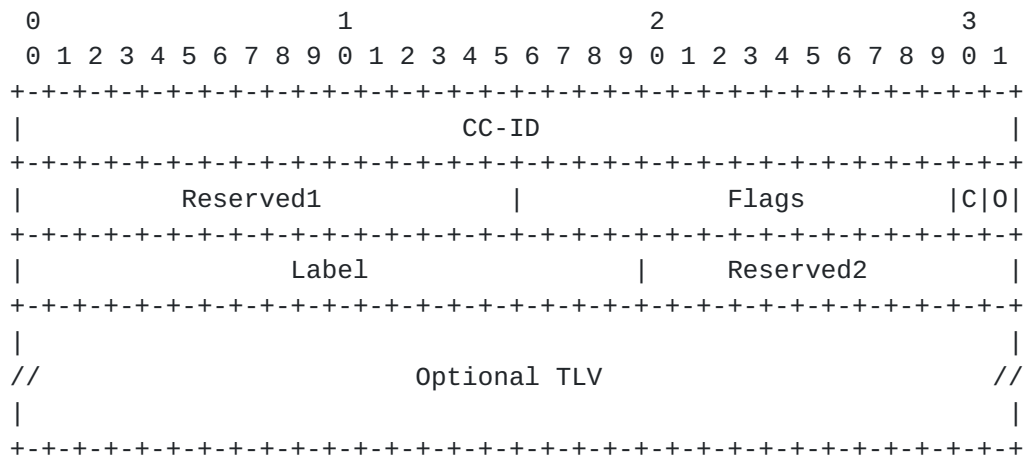 0                   1                   2                   3
 0 1 2 3 4 5 6 7 8 9 0 1 2 3 4 5 6 7 8 9 0 1 2 3 4 5 6 7 8 9 0 1
+-+-+-+-+-+-+-+-+-+-+-+-+-+-+-+-+-+-+-+-+-+-+-+-+-+-+-+-+-+-+-+-+
|                            CC-ID                              |
+-+-+-+-+-+-+-+-+-+-+-+-+-+-+-+-+-+-+-+-+-+-+-+-+-+-+-+-+-+-+-+-+
|          Reserved1            |             Flags         |C|O|
+-+-+-+-+-+-+-+-+-+-+-+-+-+-+-+-+-+-+-+-+-+-+-+-+-+-+-+-+-+-+-+-+
|                 Label                 |     Reserved2         |
+-+-+-+-+-+-+-+-+-+-+-+-+-+-+-+-+-+-+-+-+-+-+-+-+-+-+-+-+-+-+-+-+
|                                                               |
//                        Optional TLV                         //
|                                                               |
+-+-+-+-+-+-+-+-+-+-+-+-+-+-+-+-+-+-+-+-+-+-+-+-+-+-+-+-+-+-+-+-+